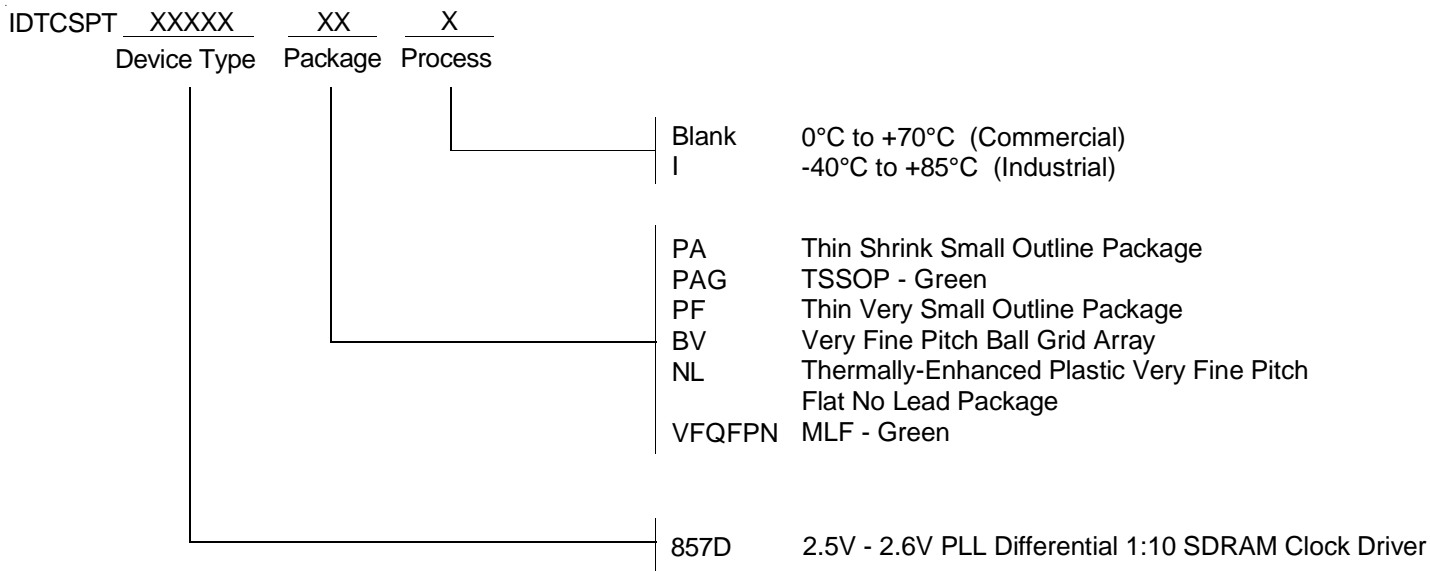 IDTCSPT XXXXX XX X
Device Type Package Process
Blank 0°C to +70°C (Commercial)
I -40°C to +85°C (Industrial)
PA Thin Shrink Small Outline Package
PAG TSSOP - Green
PF Thin Very Small Outline Package
BV Very Fine Pitch Ball Grid Array
NL Thermally-Enhanced Plastic Very Fine Pitch
Flat No Lead Package
VFQFPN MLF - Green
857D 2.5V - 2.6V PLL Differential 1:10 SDRAM Clock Driver